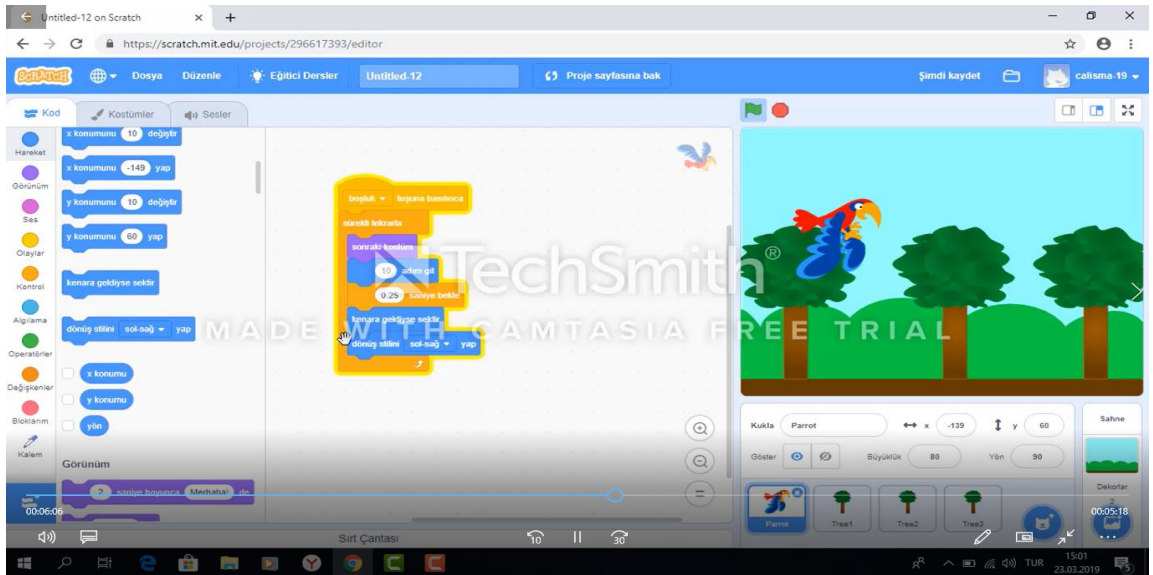 Untitled-12 on Scratch
https://scratch.mit.edu/projects/296617393/editor
SCRATCH Dosya Düzenle Eğitici Dersler Untitled-12 Proje sayfasına bak Şimdi kaydet calisma-19
Kod Kostümler Sesler
Hareket
Görünüm
Ses
Olaylar
Kontrol
Algılama
Operatörler
Değişkenler
Bloklarım
Kalem
x konumunu 10 değiştir
x konumunu -149 yap
y konumunu 10 değiştir
y konumunu 60 yap
kenara geldiyse sektir
dönüş stilini sol-sağ yap
x konumu
y konumu
yön
Görünüm
2 saniye boyunca Merhaba! de
boşluk tuşuna basılınca
sürekli tekrarla
sonraki kostüm
10 adım git
0.25 saniye bekle
kenara geldiyse sektir
dönüş stilini sol-sağ yap
TechSmith®
MADE WITH CAMTASIA FREE TRIAL
Kukla Parrot x -139 y 60
Göster Büyüklük 80 Yön 90
Parrot Tree1 Tree2 Tree3
Sahne
Dekorlar
2
Sırt Çantası
00:06:06
00:05:18
10 30
TUR
15:01
23.03.2019
5